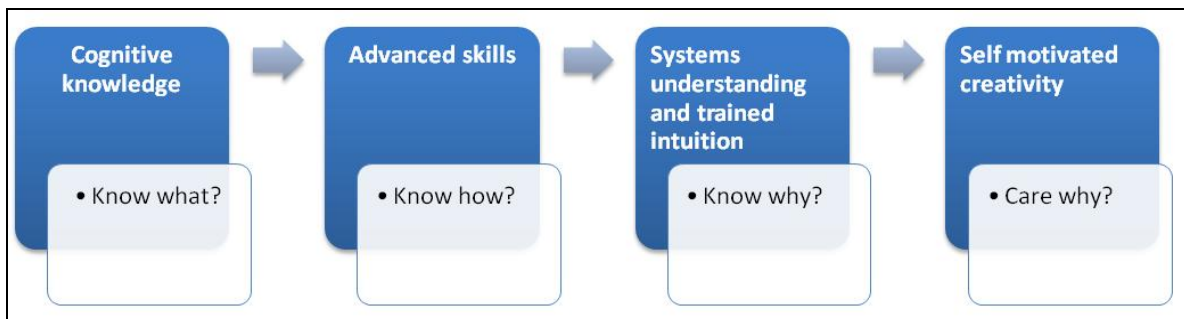 Cognitive
knowledge
• Know what?
Advanced skills
• Know how?
Systems
understanding
and trained
intuition
• Know why?
Self motivated
creativity
• Care why?